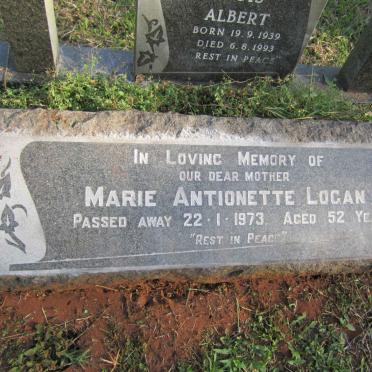 ALBERT
BORN 19.9.1939
DIED 6.8.1993
REST IN PEACE
IN LOVING MEMORY OF
OUR DEAR MOTHER
MARIE ANTIONETTE LOGAN
PASSED AWAY 22-1-1973 AGED 52 YE
"REST IN PEACE"